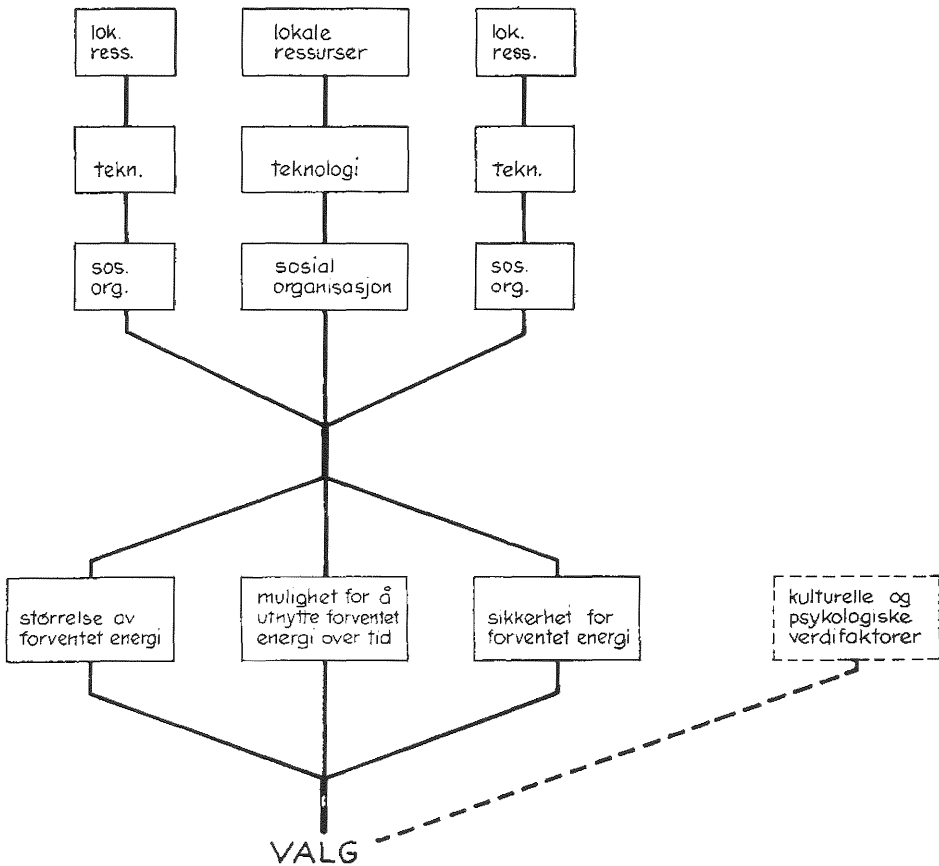 lok.
ress.
lokale
ressurser
lok.
ress.
tekn.
teknologi
tekn.
sos.
org.
sosial
organisasjon
sos.
org.
størrelse av
forventet energi
mulighet for å
utnytte forventet
energi over tid
sikkerhet for
forventet energi
kulturelle og
psykologiske
verdifaktorer
VALG